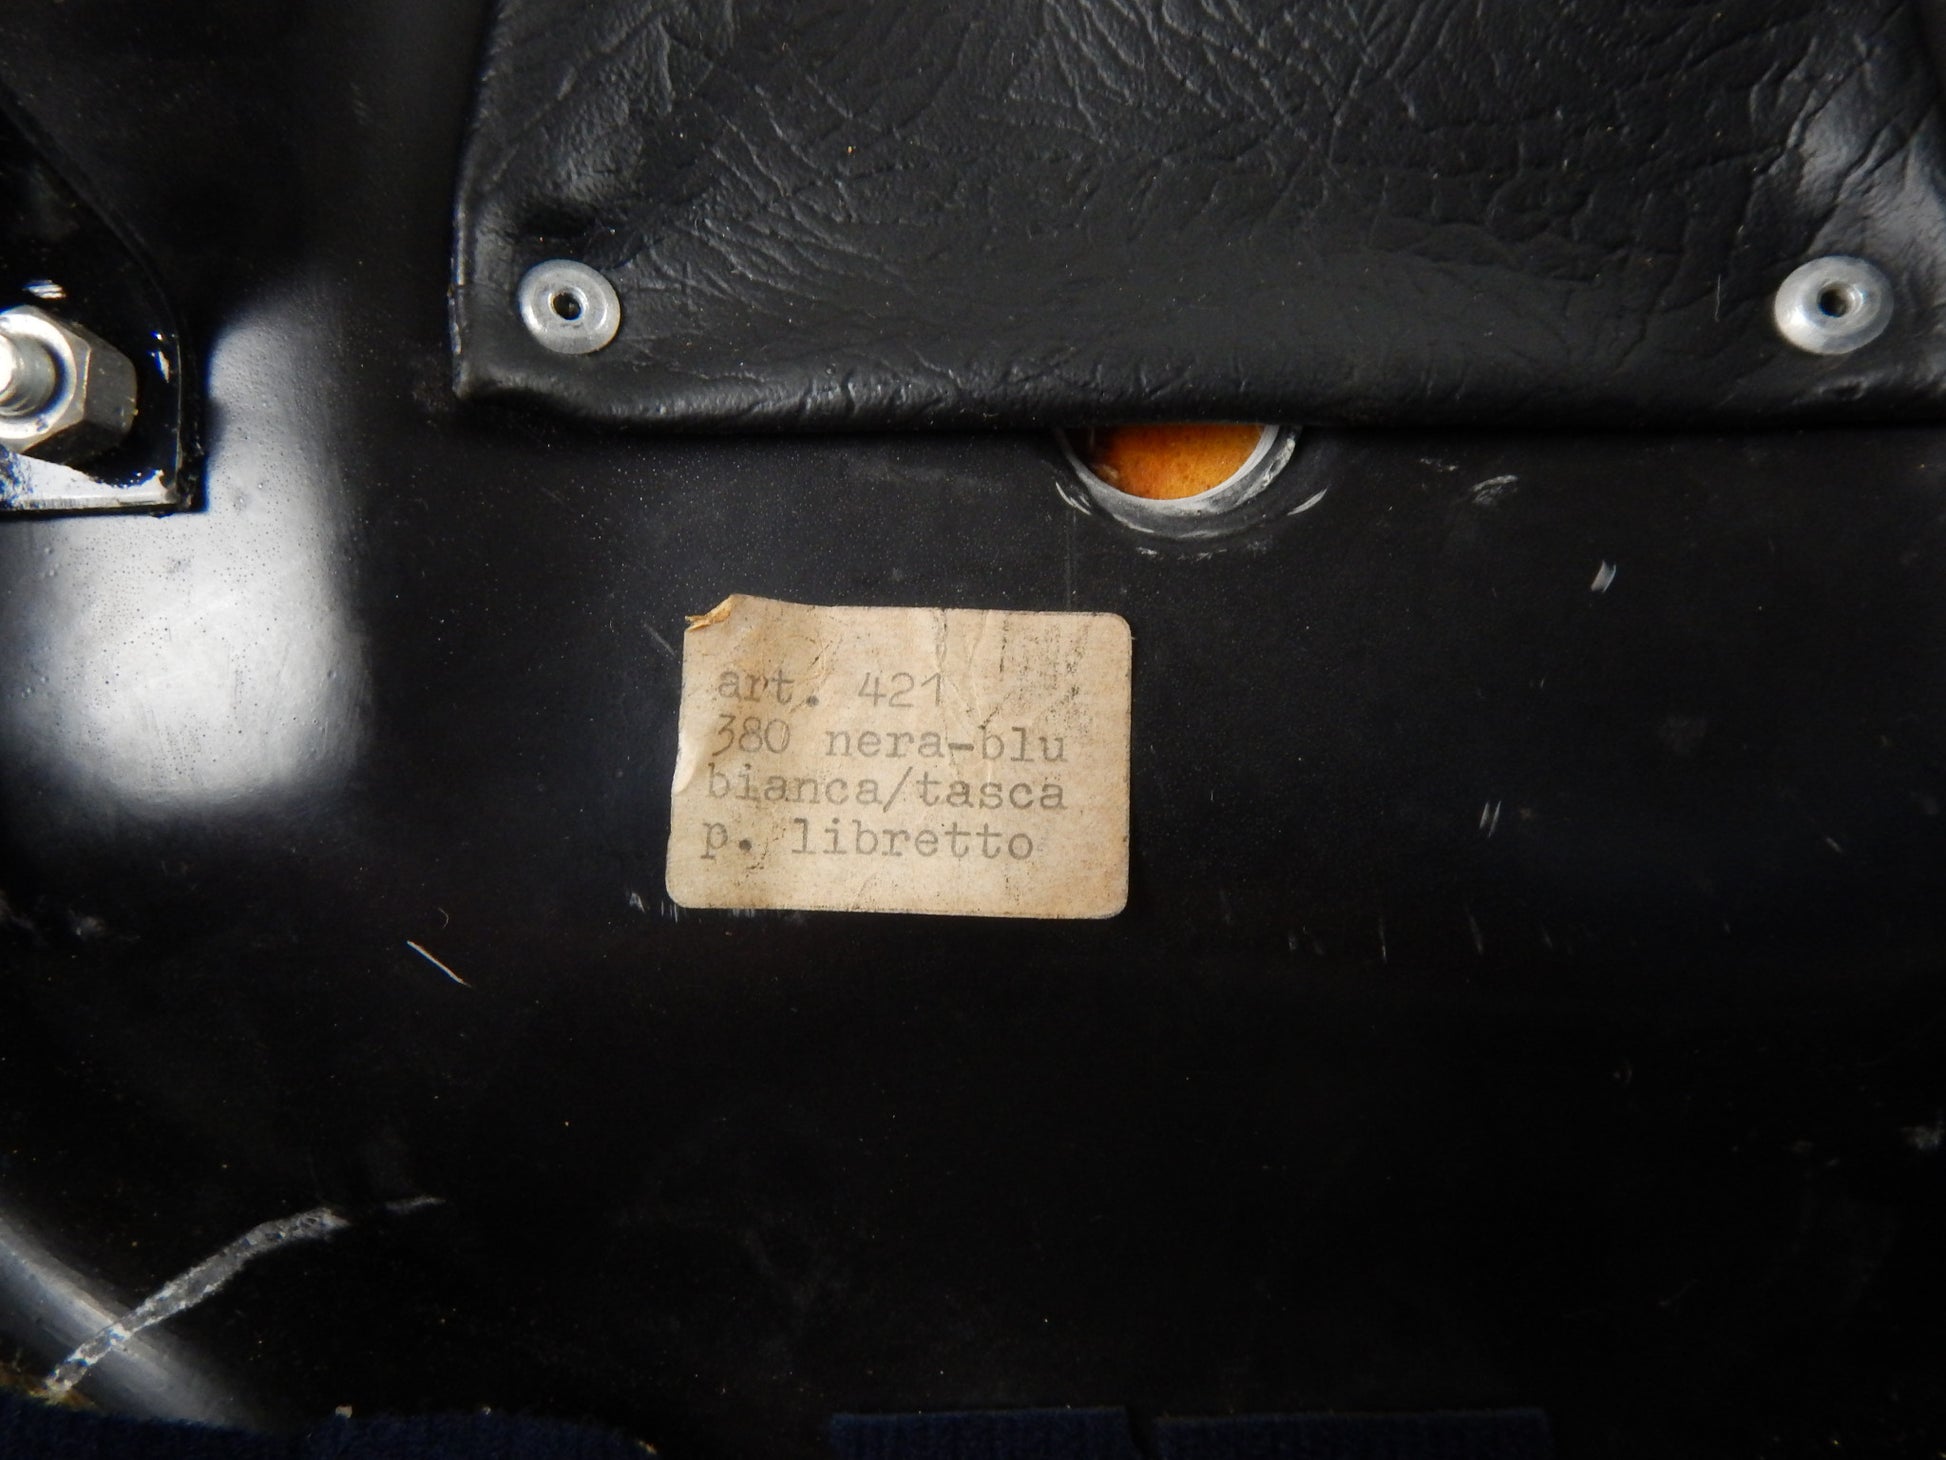 art. 421
380 nera-blu
bianca/tasca
p. libretto